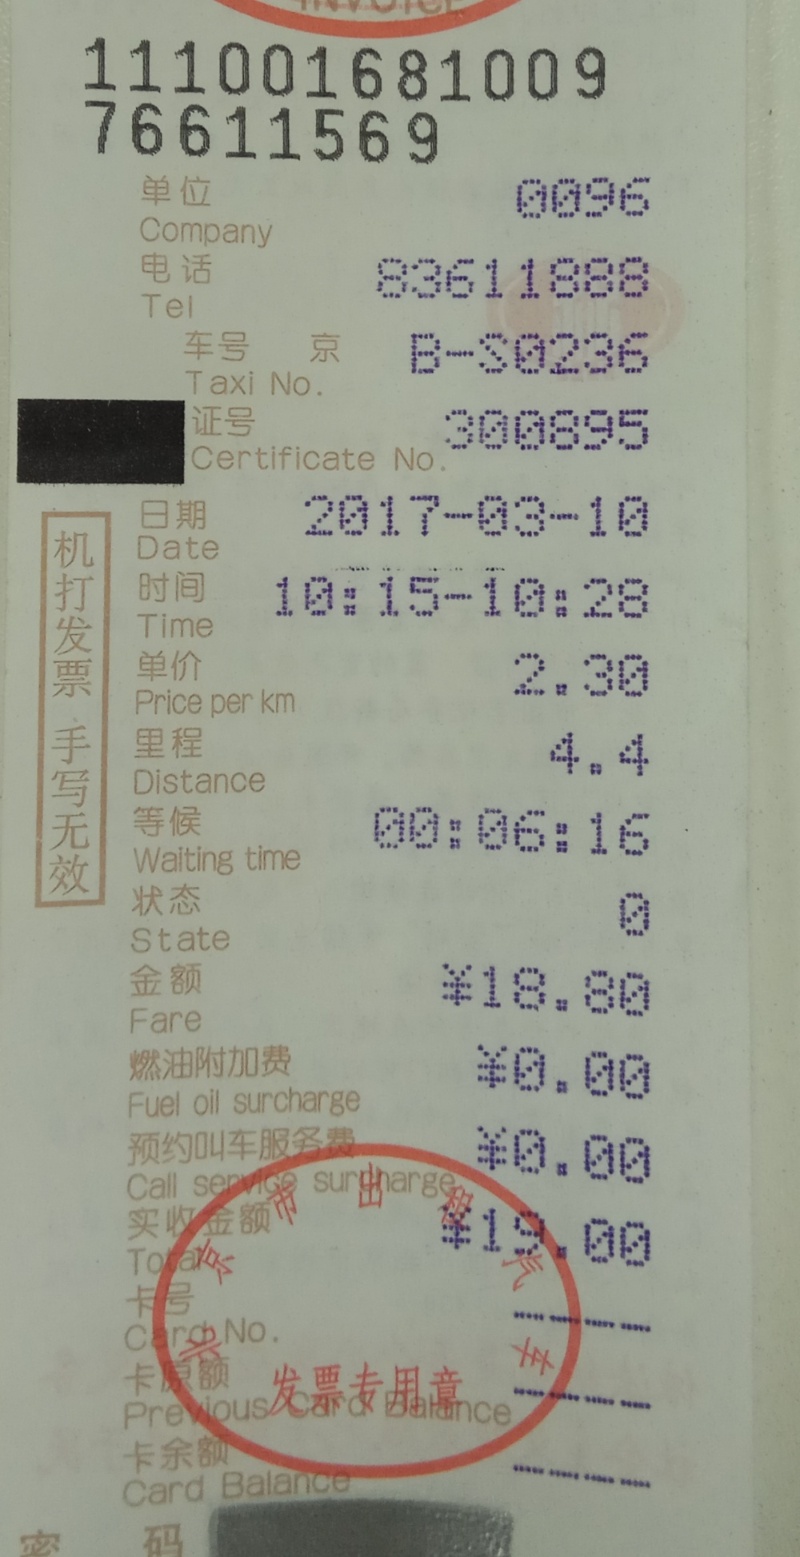 INVOICE
111001681009
76611569
单位 0096
Company
电话 83611888
Tel
车号 京 B-S0236
Taxi No.
证号 300895
Certificate No.
日期 2017-03-10
Date
时间 10:15-10:28
Time
单价 2.30
Price per km
里程 4.4
Distance
等候 00:06:16
Waiting time
状态 0
State
金额 ¥18.80
Fare
燃油附加费 ¥0.00
Fuel oil surcharge
预约叫车服务费 ¥0.00
Call service surcharge
实收金额 ¥19.00
Total
卡号 ----
Card No.
卡原额 ----
Previous Card Balance
卡余额 ----
Card Balance
密 码
机打发票 手写无效
北京市出租汽车
发票专用章